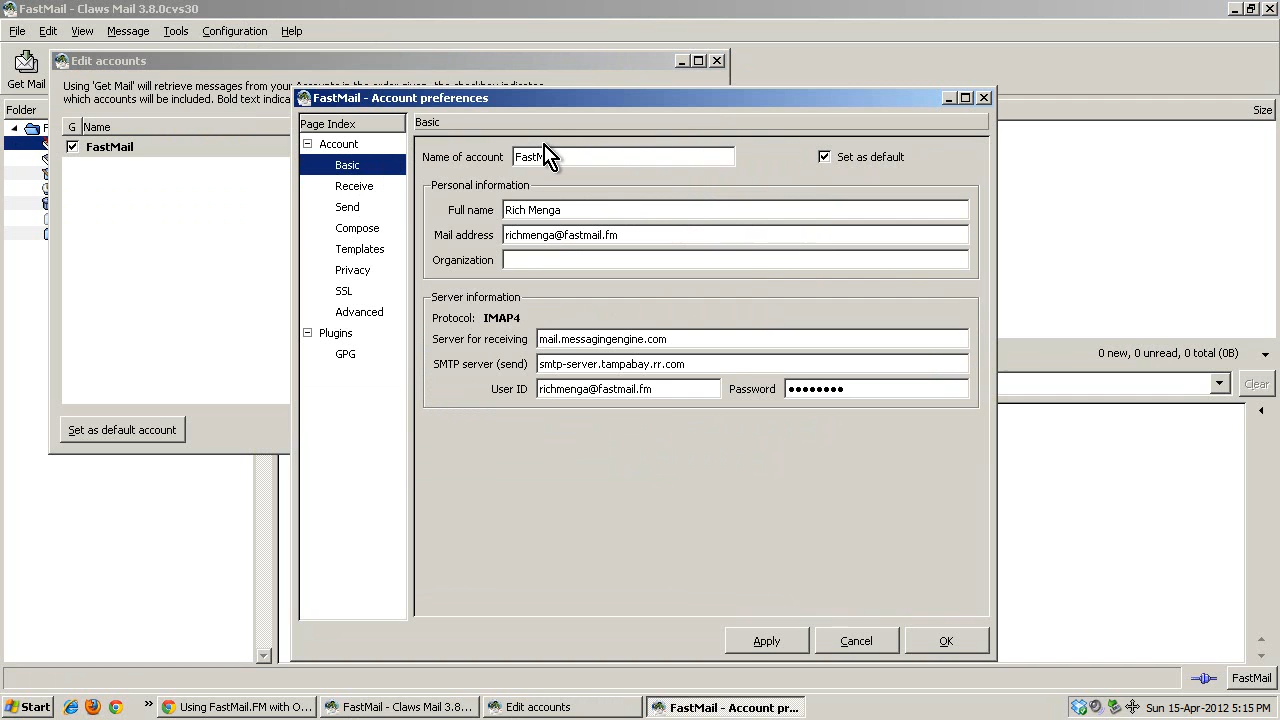 FastMail - Claws Mail 3.8.0cvs30
File Edit View Message Tools Configuration Help
Get Mail
Edit accounts
Using 'Get Mail' will retrieve messages from your
which accounts will be included. Bold text indica
G Name
FastMail
Set as default account
Folder
Size
FastMail - Account preferences
Page Index
Account
Basic
Receive
Send
Compose
Templates
Privacy
SSL
Advanced
Plugins
GPG
Basic
Name of account FastM
Set as default
Personal information
Full name Rich Menga
Mail address richmenga@fastmail.fm
Organization
Server information
Protocol: IMAP4
Server for receiving mail.messagingengine.com
SMTP server (send) smtp-server.tampabay.rr.com
User ID richmenga@fastmail.fm Password ●●●●●●●●
Apply Cancel OK
0 new, 0 unread, 0 total (0B)
Clear
FastMail
Start » Using FastMail.FM with O... FastMail - Claws Mail 3.8... Edit accounts FastMail - Account pr... Sun 15-Apr-2012 5:15 PM